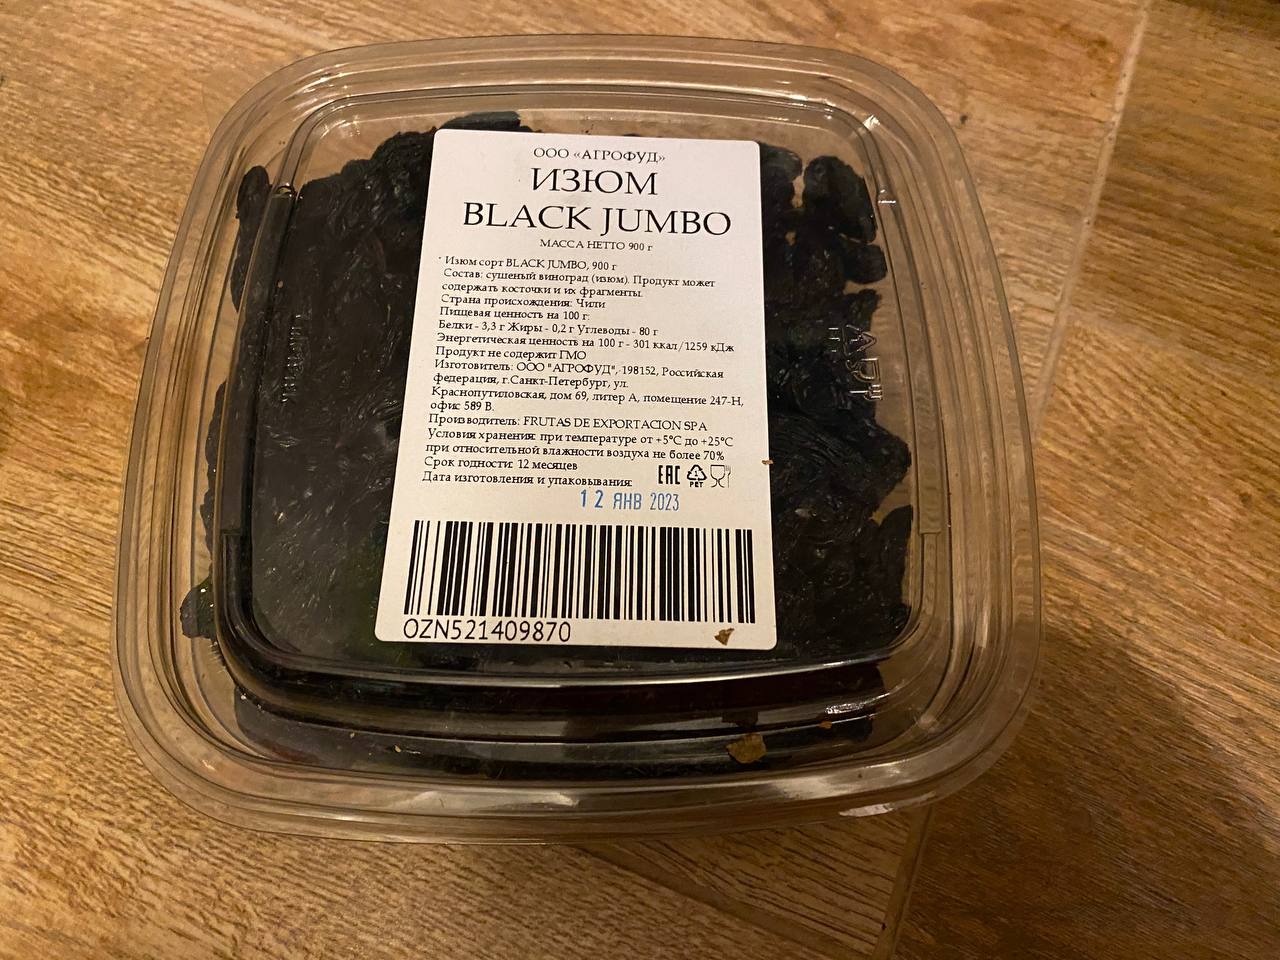 ООО «АГРОФУД»
ИЗЮМ
BLACK JUMBO
МАССА НЕТТО 900 г
Изюм сорт BLACK JUMBO, 900 г
Состав: сушеный виноград (изюм). Продукт может
содержать косточки и их фрагменты.
Страна происхождения: Чили
Пищевая ценность на 100 г:
Белки - 3,3 г Жиры - 0,2 г Углеводы - 80 г
Энергетическая ценность на 100 г - 301 ккал/1259 кДж
Продукт не содержит ГМО
Изготовитель: ООО "АГРОФУД", 198152, Российская
федерация, г.Санкт-Петербург, ул.
Краснопутиловская, дом 69, литер А, помещение 247-Н,
офис 589 В.
Производитель: FRUTAS DE EXPORTACION SPA
Условия хранения: при температуре от +5°C до +25°C
при относительной влажности воздуха не более 70%
Срок годности: 12 месяцев
EAC 1 PET
Дата изготовления и упаковывания:
12 ЯНВ 2023
OZN521409870